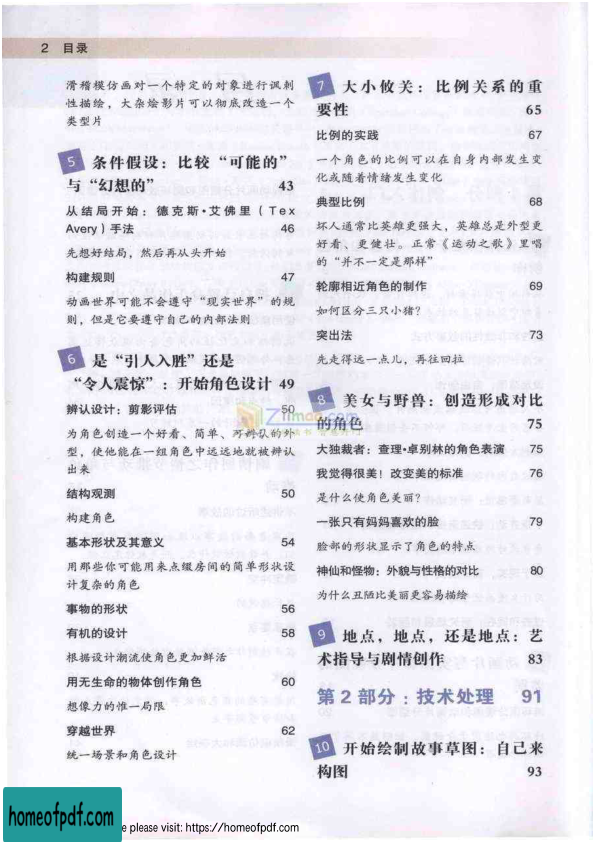 2 目录
滑稽模仿画对一个特定的对象进行讽刺
性描绘，大杂烩影片可以彻底改造一个
类型片
5 条件假设：比较“可能的”
与“幻想的” 43
从结局开始：德克斯·艾佛里（Tex
Avery）手法 46
先想好结局，然后再从头开始
构建规则 47
动画世界可能不会遵守“现实世界”的规
则，但是它要遵守自己的内部法则
6 是“引人入胜”还是
“令人震惊”：开始角色设计 49
辨认设计：剪影评估 50
为角色创造一个好看、简单、可辨认的外
型，使他能在一组角色中远远地就被辨认
出来
结构观测 50
构建角色
基本形状及其意义 54
用那些你可能用来点缀房间的简单形状设
计复杂的角色
事物的形状 56
有机的设计 58
根据设计潮流使角色更加鲜活
用无生命的物体创作角色 60
想像力的惟一局限
穿越世界 62
统一场景和角色设计
7 大小攸关：比例关系的重
要性 65
比例的实践 67
一个角色的比例可以在自身内部发生变
化或随着情绪发生变化
典型比例 68
坏人通常比英雄更强大，英雄总是外型更
好看、更健壮。正常《运动之歌》里唱
的“并不一定是那样”
轮廓相近角色的制作 69
如何区分三只小猪？
突出法 73
先走得远一点儿，再往回拉
8 美女与野兽：创造形成对比
的角色 75
大独裁者：查理·卓别林的角色表演 75
我觉得很美！改变美的标准 76
是什么使角色美丽？
一张只有妈妈喜欢的脸 79
脸部的形状显示了角色的特点
神仙和怪物：外貌与性格的对比 80
为什么丑陋比美丽更容易描绘
9 地点，地点，还是地点：艺
术指导与剧情创作 83
第2部分：技术处理 91
10 开始绘制故事草图：自己来
构图 93
homeofpdf.com
e please visit: https://homeofpdf.com